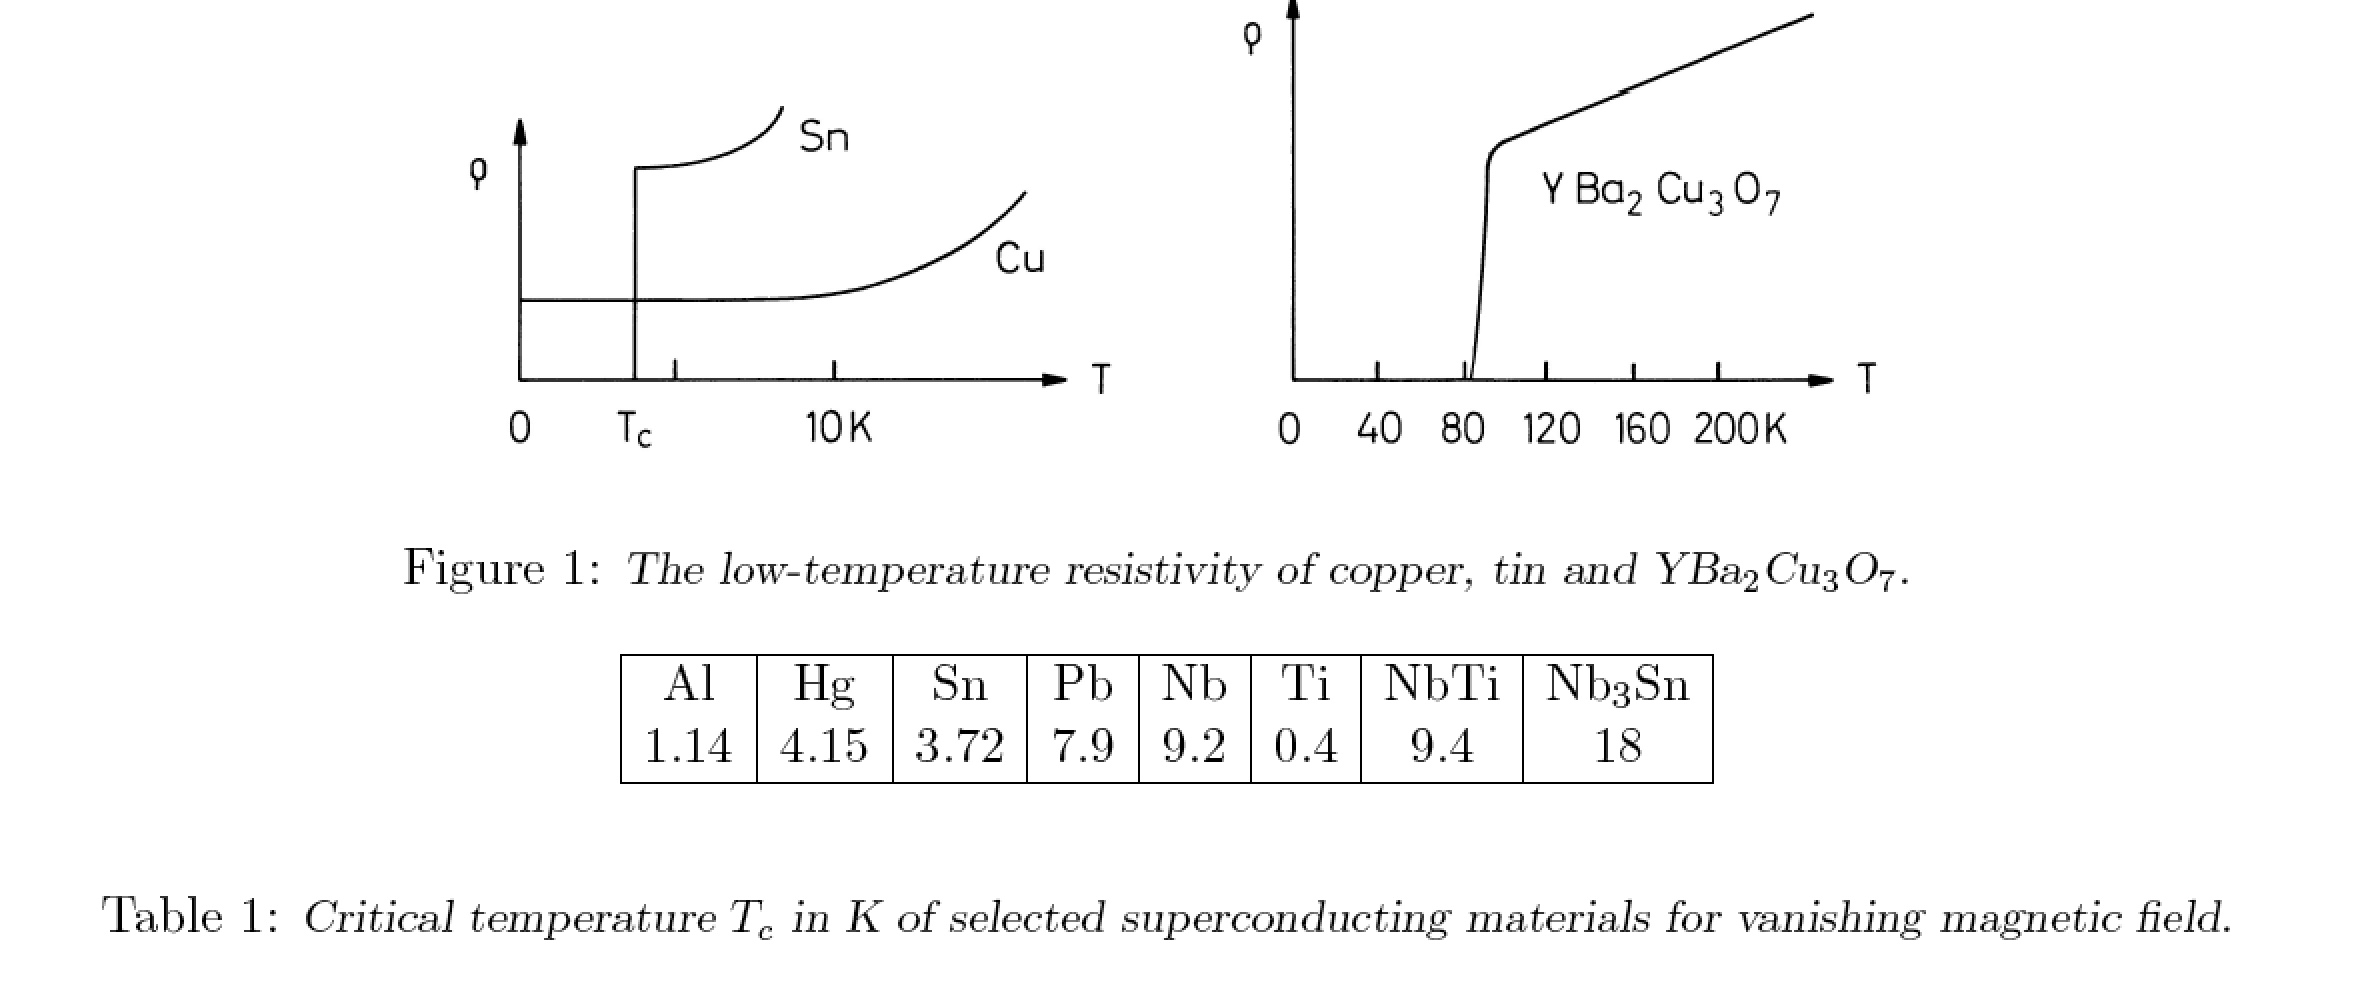 ρ
Sn
Cu
T
0 Tc 10K
ρ
YBa2Cu3O7
T
0 40 80 120 160 200K
Figure 1: The low-temperature resistivity of copper, tin and YBa2Cu3O7.
Al Hg Sn Pb Nb Ti NbTi Nb3Sn
1.14 4.15 3.72 7.9 9.2 0.4 9.4 18
Table 1: Critical temperature Tc in K of selected superconducting materials for vanishing magnetic field.